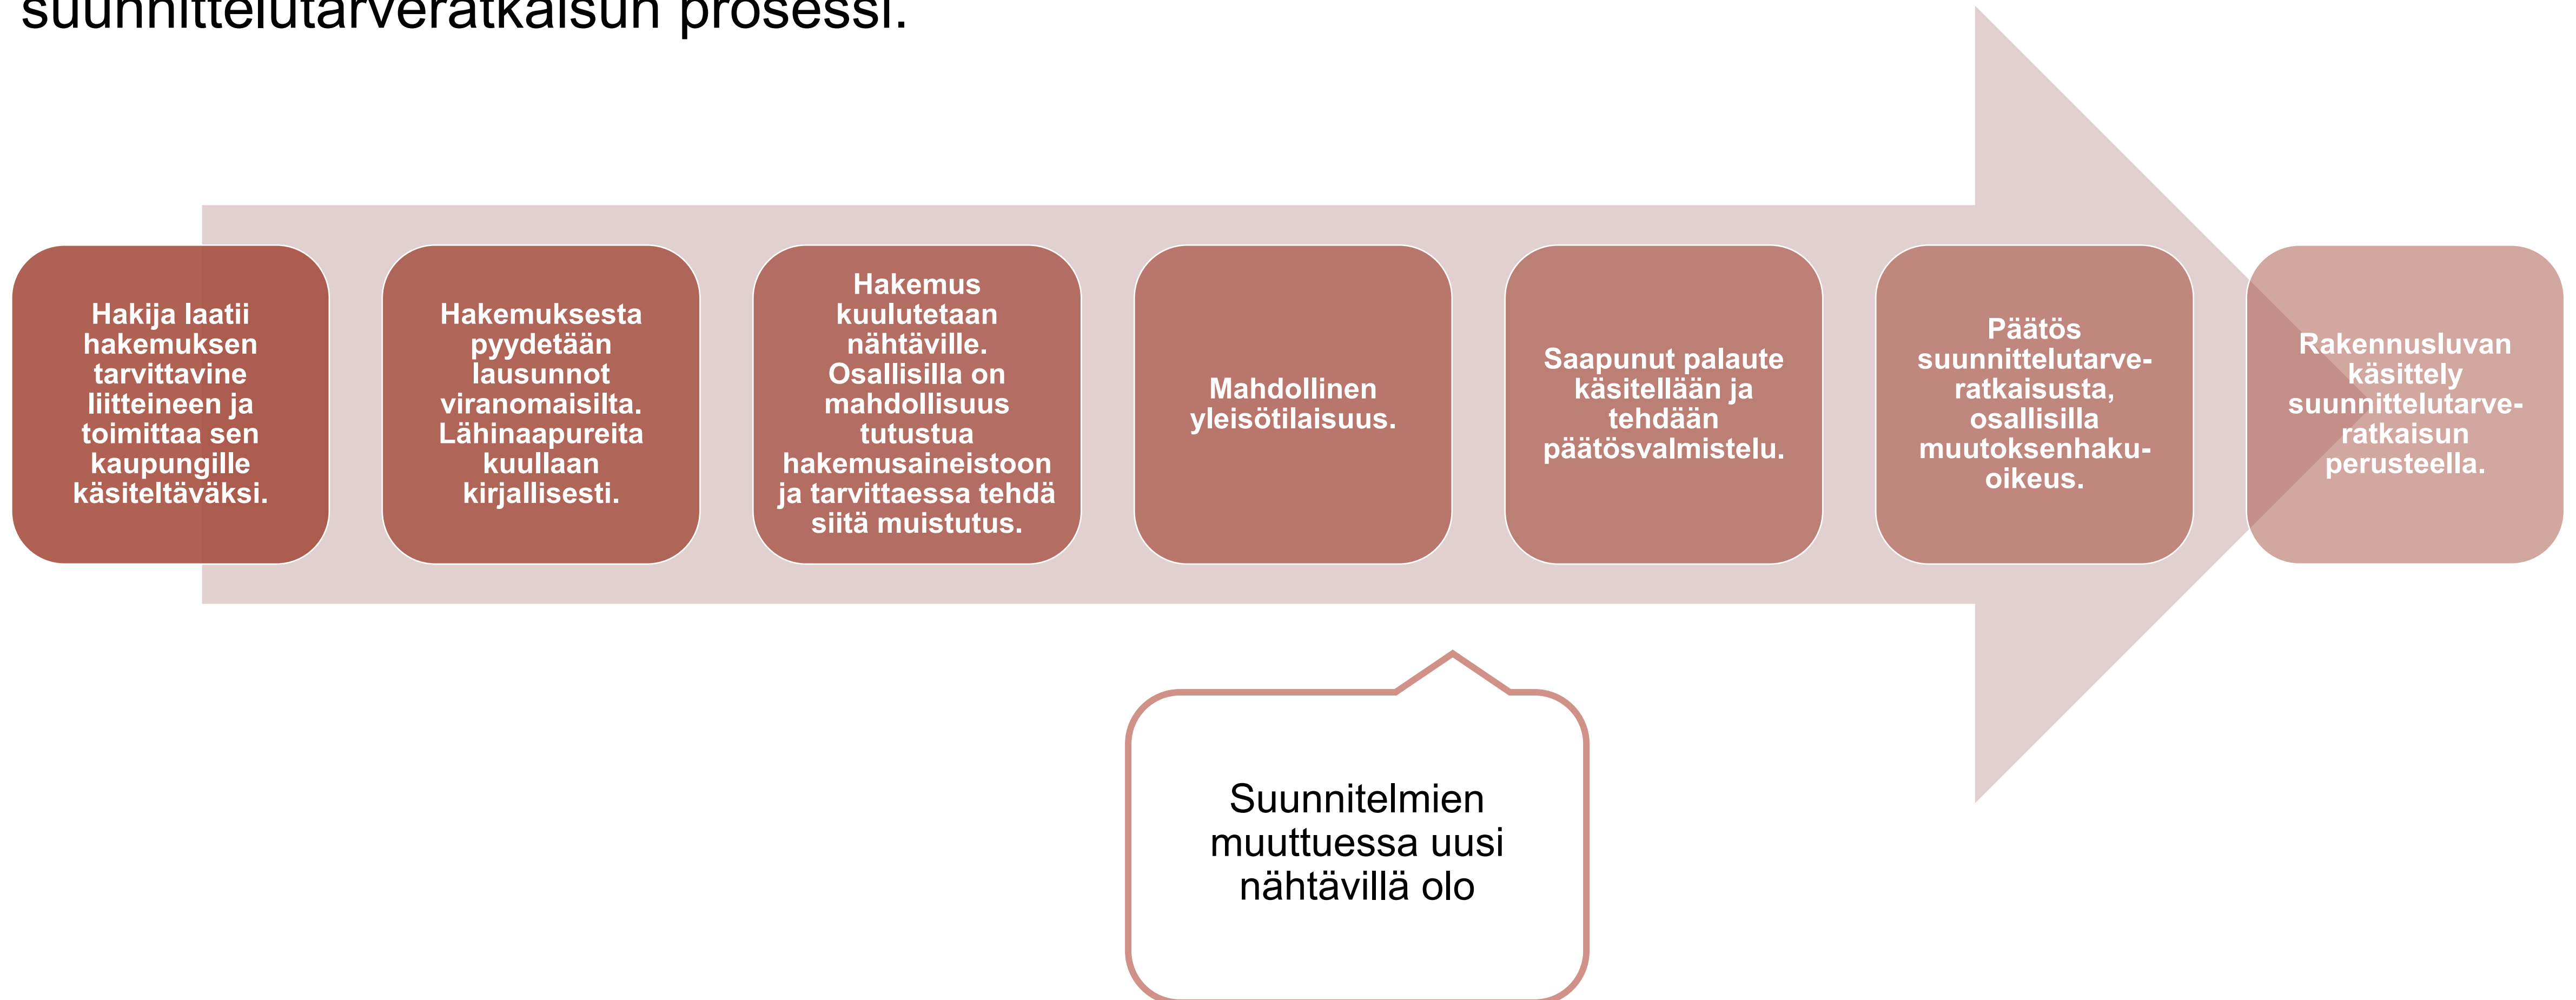 suunnittelutarveratkaisun prosessi.
Hakija laatii
hakemuksen
tarvittavine
liitteineen ja
toimittaa sen
kaupungille
käsiteltäväksi.
Hakemuksesta
pyydetään
lausunnot
viranomaisilta.
Lähinaapureita
kuullaan
kirjallisesti.
Hakemus
kuulutetaan
nähtäville.
Osallisilla on
mahdollisuus
tutustua
hakemusaineistoon
ja tarvittaessa tehdä
siitä muistutus.
Mahdollinen
yleisötilaisuus.
Saapunut palaute
käsitellään ja
tehdään
päätösvalmistelu.
Päätös
suunnittelutarve-
ratkaisusta,
osallisilla
muutoksenhaku-
oikeus.
Rakennusluvan
käsittely
suunnittelutarve-
ratkaisun
perusteella.
Suunnitelmien
muuttuessa uusi
nähtävillä olo